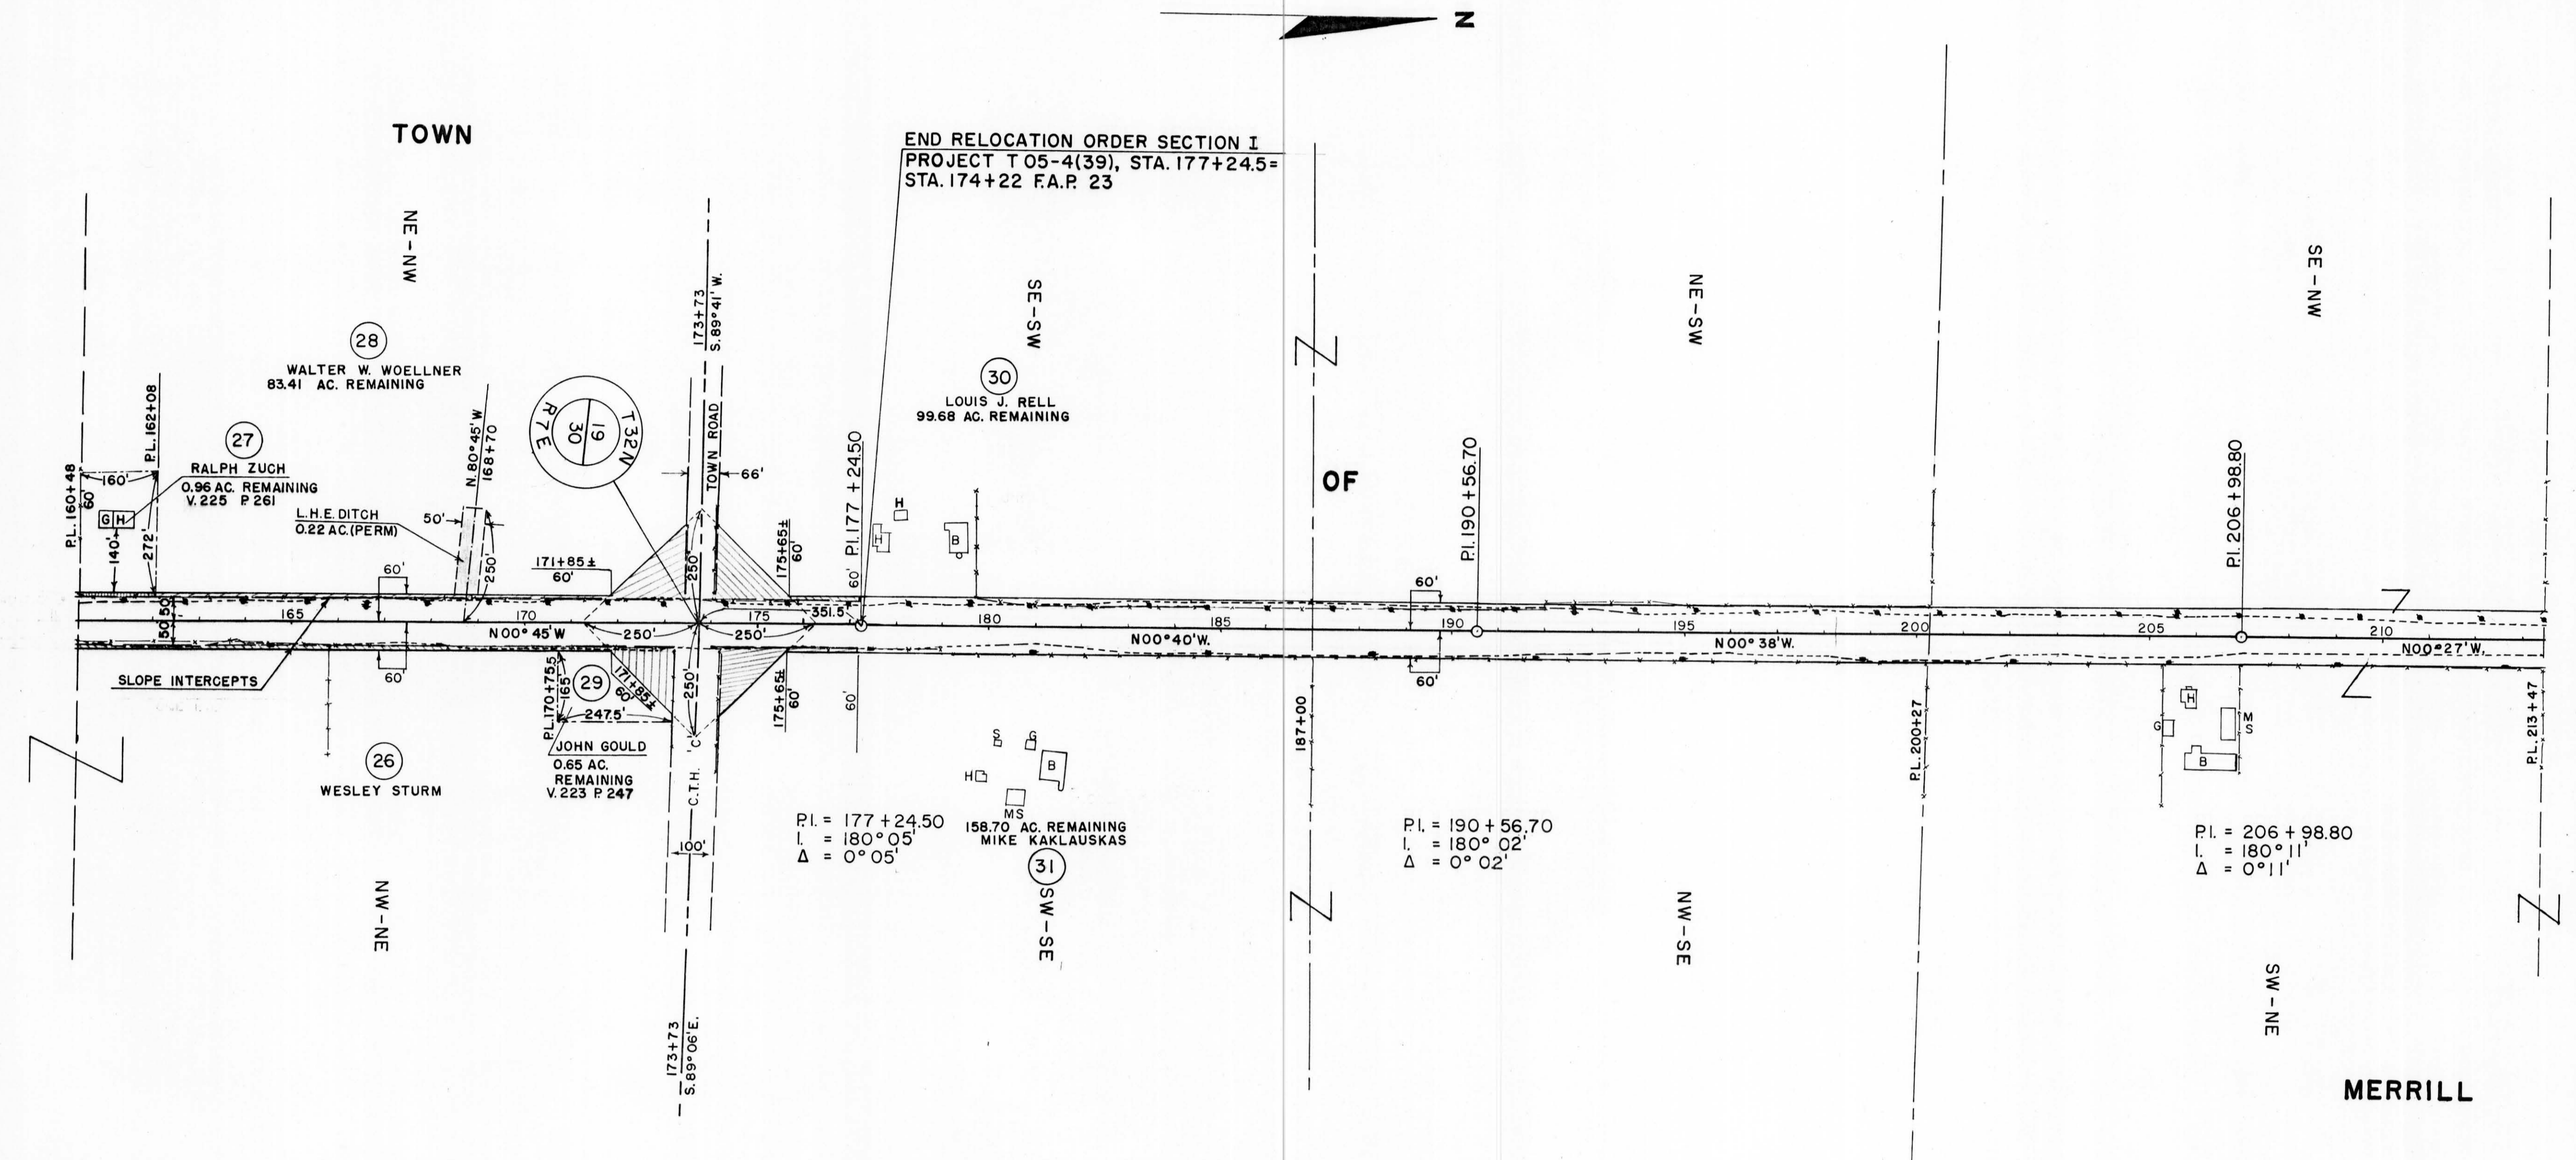 N
TOWN
OF
MERRILL
END RELOCATION ORDER SECTION I
PROJECT T 05-4(39), STA. 177+24.5=
STA. 174+22 F.A.P. 23
NE-NW
SE-SW
NE-SW
SE-NW
28
WALTER W. WOELLNER
83.41 AC. REMAINING
27
RALPH ZUCH
0.96 AC. REMAINING
V. 225 P. 261
P.L. 160+48
60'
160'
P.L. 162+08
G H
140'
272'
L.H.E. DITCH
0.22 AC. (PERM)
N. 80°45' W
168+70
50'
250'
60'
T 32 N
19
30
R 7 E
173+73
S. 89°41' W.
TOWN ROAD
66'
171+85±
60'
250'
175+65±
60'
30
LOUIS J. RELL
99.68 AC. REMAINING
60' P.I. 177 + 24.50
H
H
B
P.I. 190 + 56.70
60'
P.I. 206 + 98.80
50
50
165
170
175
351.5'
180
185
190
195
200
205
210
N 00° 45' W
250'
250'
N 00° 40' W.
N 00° 38' W.
N 00° 27' W.
SLOPE INTERCEPTS
60'
P.L. 170+75.5
165'
29
171+85±
60'
247.5'
JOHN GOULD
0.65 AC.
REMAINING
V. 223 P. 247
250'
C.T.H. 'C'
100'
175+65±
60'
60'
26
WESLEY STURM
S
G
H
B
MS
158.70 AC. REMAINING
MIKE KAKLAUSKAS
31
P.I. = 177 + 24.50
I. = 180° 05'
Δ = 0° 05'
187+00
60'
P.I. = 190 + 56.70
I. = 180° 02'
Δ = 0° 02'
P.L. 200+27
H
G
M
S
B
P.I. = 206 + 98.80
I. = 180° 11'
Δ = 0° 11'
P.L. 213+47
NW-NE
SW-SE
NW-SE
SW-NE
173+73
S. 89°06' E.